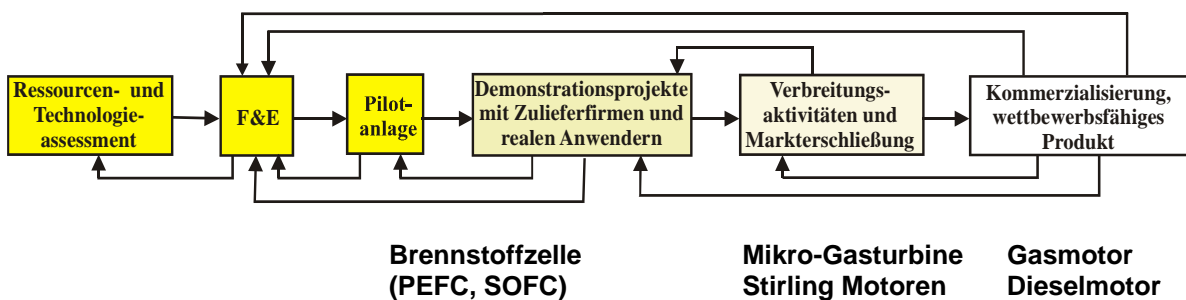 Ressourcen- und
Technologie-
assessment
F&E
Pilot-
anlage
Demonstrationsprojekte
mit Zulieferfirmen und
realen Anwendern
Verbreitungs-
aktivitäten und
Markterschließung
Kommerzialisierung,
wettbewerbsfähiges
Produkt
Brennstoffzelle
(PEFC, SOFC)
Mikro-Gasturbine
Stirling Motoren
Gasmotor
Dieselmotor